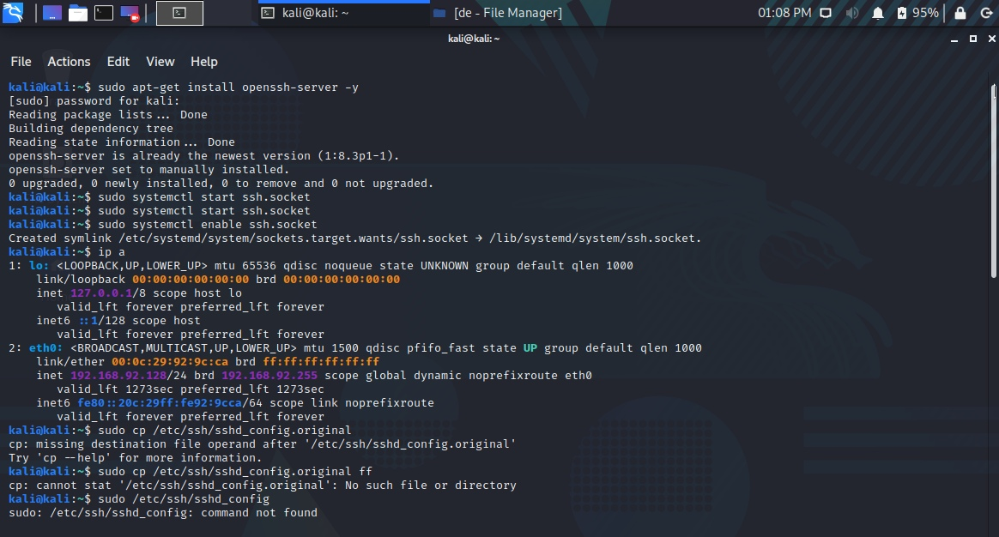 kali@kali: ~
[de - File Manager]
01:08 PM
95%
kali@kali: ~
File Actions Edit View Help
kali@kali:~$ sudo apt-get install openssh-server -y
[sudo] password for kali:
Reading package lists... Done
Building dependency tree
Reading state information... Done
openssh-server is already the newest version (1:8.3p1-1).
openssh-server set to manually installed.
0 upgraded, 0 newly installed, 0 to remove and 0 not upgraded.
kali@kali:~$ sudo systemctl start ssh.socket
kali@kali:~$ sudo systemctl start ssh.socket
kali@kali:~$ sudo systemctl enable ssh.socket
Created symlink /etc/systemd/system/sockets.target.wants/ssh.socket → /lib/systemd/system/ssh.socket.
kali@kali:~$ ip a
1: lo: <LOOPBACK,UP,LOWER_UP> mtu 65536 qdisc noqueue state UNKNOWN group default qlen 1000
link/loopback 00:00:00:00:00:00 brd 00:00:00:00:00:00
inet 127.0.0.1/8 scope host lo
valid_lft forever preferred_lft forever
inet6 ::1/128 scope host
valid_lft forever preferred_lft forever
2: eth0: <BROADCAST,MULTICAST,UP,LOWER_UP> mtu 1500 qdisc pfifo_fast state UP group default qlen 1000
link/ether 00:0c:29:92:9c:ca brd ff:ff:ff:ff:ff:ff
inet 192.168.92.128/24 brd 192.168.92.255 scope global dynamic noprefixroute eth0
valid_lft 1273sec preferred_lft 1273sec
inet6 fe80::20c:29ff:fe92:9cca/64 scope link noprefixroute
valid_lft forever preferred_lft forever
kali@kali:~$ sudo cp /etc/ssh/sshd_config.original
cp: missing destination file operand after '/etc/ssh/sshd_config.original'
Try 'cp --help' for more information.
kali@kali:~$ sudo cp /etc/ssh/sshd_config.original ff
cp: cannot stat '/etc/ssh/sshd_config.original': No such file or directory
kali@kali:~$ sudo /etc/ssh/sshd_config
sudo: /etc/ssh/sshd_config: command not found